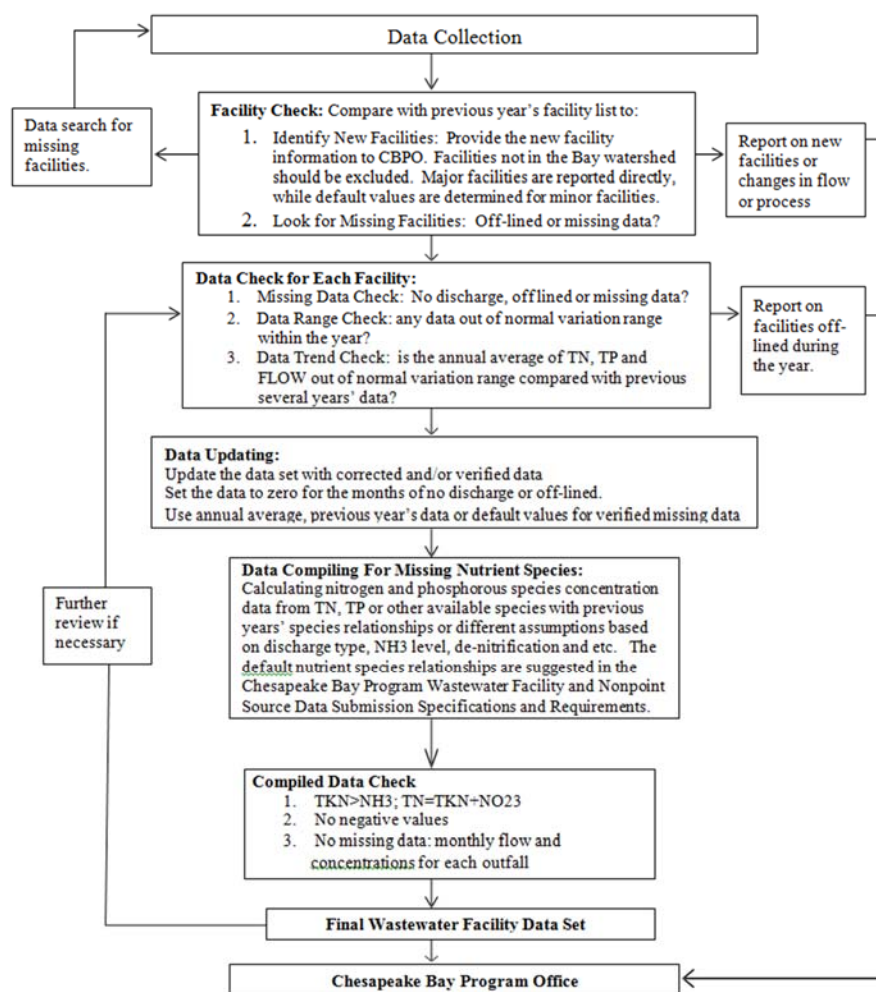 Data Collection
Data search for
missing
facilities.
Facility Check: Compare with previous year's facility list to:
1. Identify New Facilities: Provide the new facility
information to CBPO. Facilities not in the Bay watershed
should be excluded. Major facilities are reported directly,
while default values are determined for minor facilities.
2. Look for Missing Facilities: Off-lined or missing data?
Report on new
facilities or
changes in flow
or process
Data Check for Each Facility:
1. Missing Data Check: No discharge, off lined or missing data?
2. Data Range Check: any data out of normal variation range
within the year?
3. Data Trend Check: is the annual average of TN, TP and
FLOW out of normal variation range compared with previous
several years' data?
Report on
facilities off-
lined during
the year.
Data Updating:
Update the data set with corrected and/or verified data
Set the data to zero for the months of no discharge or off-lined.
Use annual average, previous year's data or default values for verified missing data
Further
review if
necessary
Data Compiling For Missing Nutrient Species:
Calculating nitrogen and phosphorous species concentration
data from TN, TP or other available species with previous
years' species relationships or different assumptions based
on discharge type, NH3 level, de-nitrification and etc. The
default nutrient species relationships are suggested in the
Chesapeake Bay Program Wastewater Facility and Nonpoint
Source Data Submission Specifications and Requirements.
Compiled Data Check
1. TKN>NH3; TN=TKN+NO23
2. No negative values
3. No missing data: monthly flow and
concentrations for each outfall
Final Wastewater Facility Data Set
Chesapeake Bay Program Office